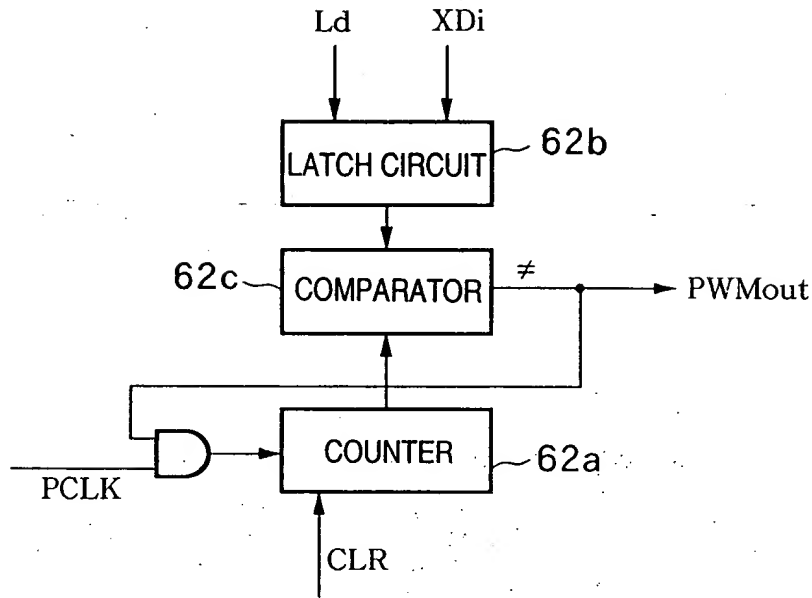 Ld XDi
LATCH CIRCUIT 62b
62c COMPARATOR ≠ PWMout
COUNTER 62a
PCLK
CLR